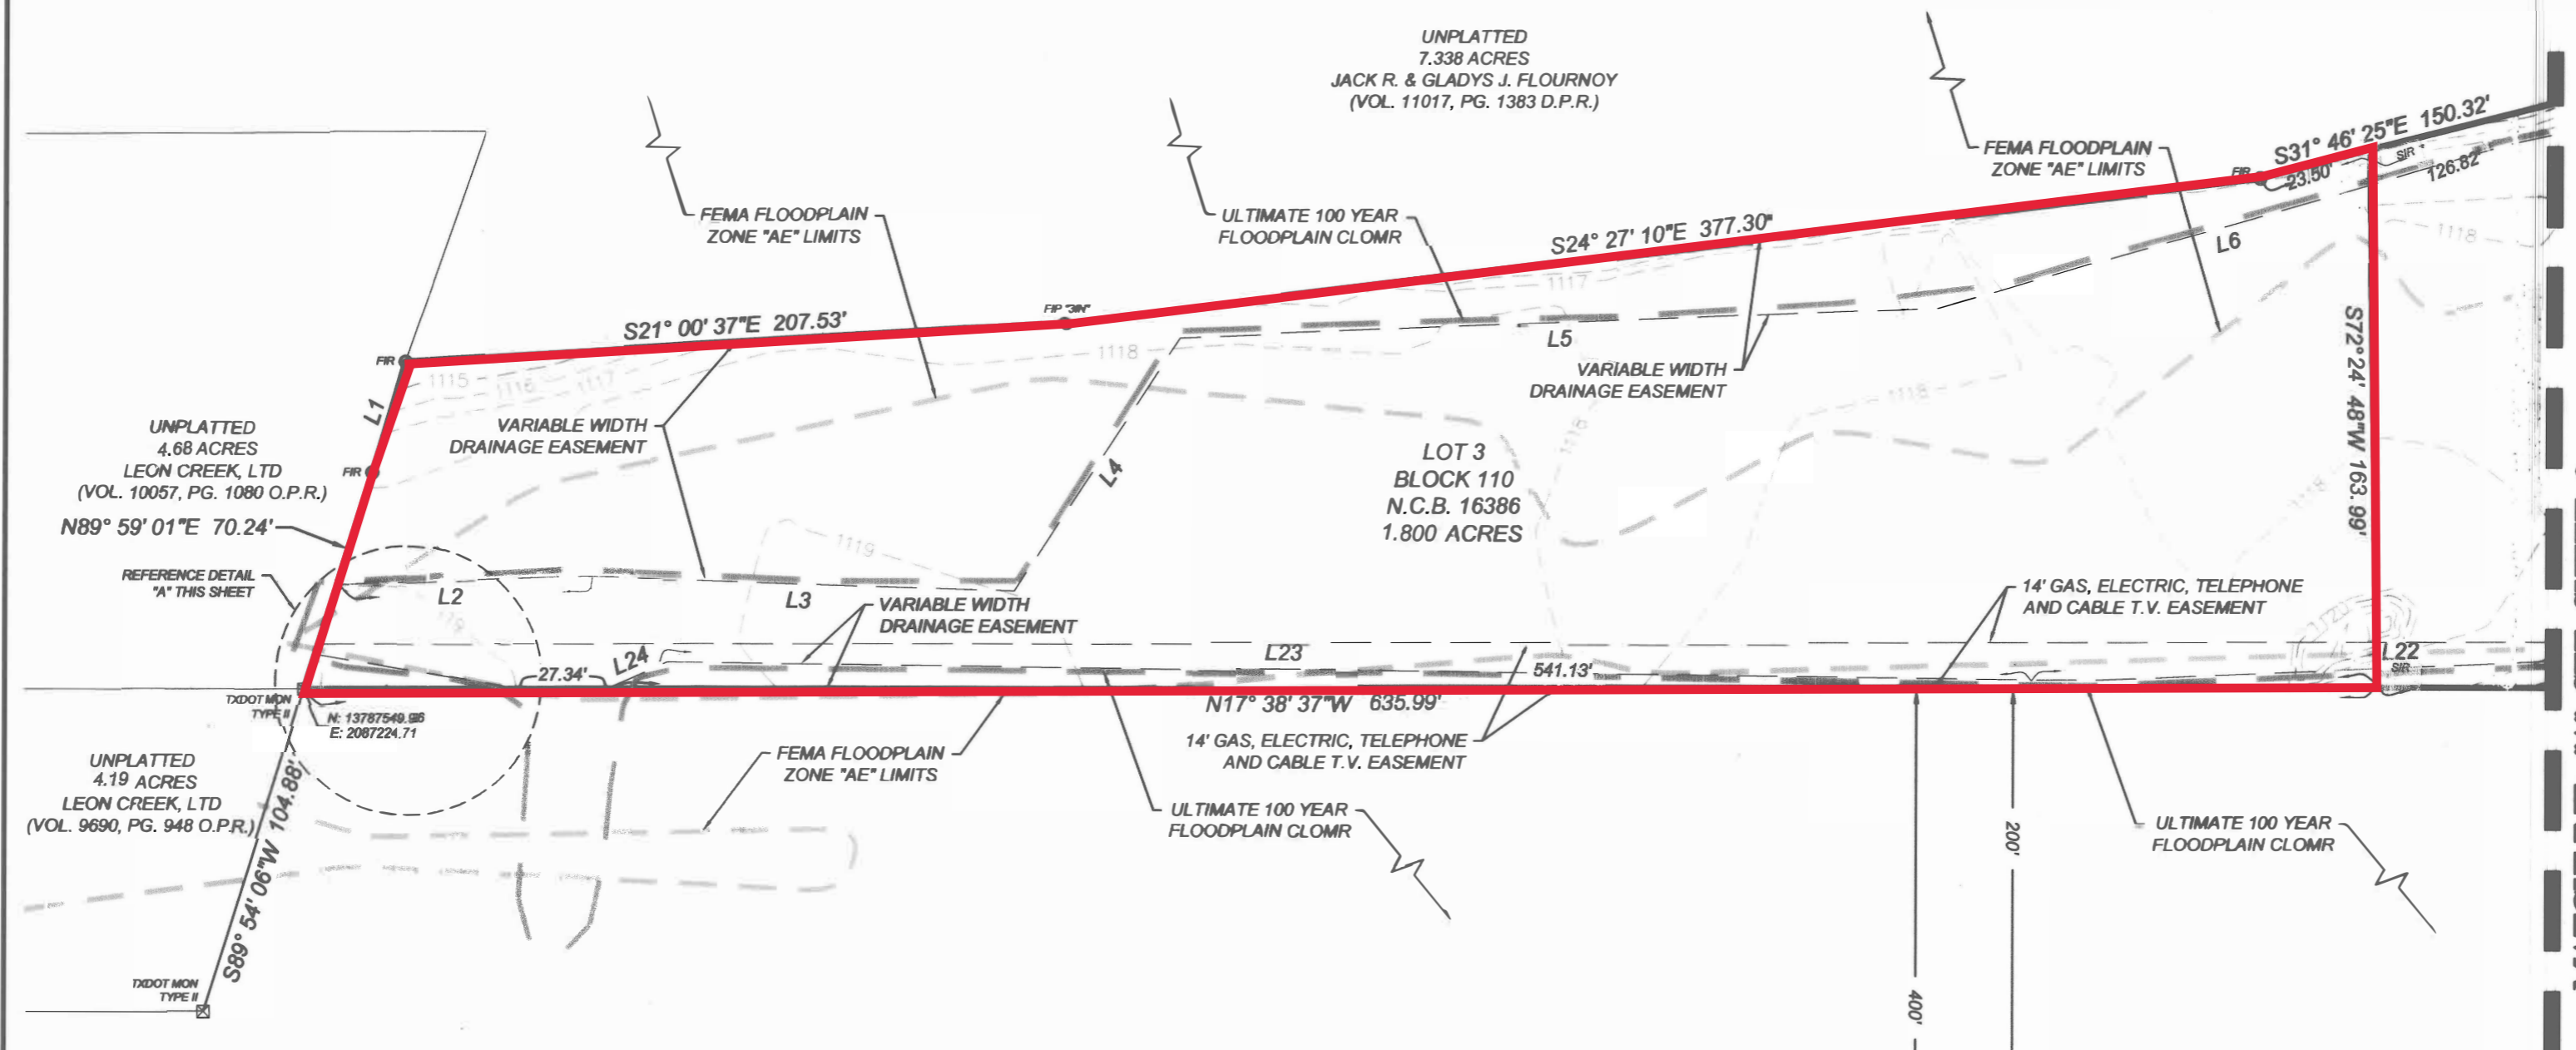 UNPLATTED
7.338 ACRES
JACK R. & GLADYS J. FLOURNOY
(VOL. 11017, PG. 1383 D.P.R.)
S31° 46' 25"E 150.32'
SIR
126.82'
FIR
23.50'
FEMA FLOODPLAIN
ZONE "AE" LIMITS
FEMA FLOODPLAIN
ZONE "AE" LIMITS
ULTIMATE 100 YEAR
FLOODPLAIN CLOMR
S24° 27' 10"E 377.30'
L6
1118
1117
FIP "3IN"
S21° 00' 37"E 207.53'
L5
1118
FIR
1115
1116
1117
L1
VARIABLE WIDTH
DRAINAGE EASEMENT
VARIABLE WIDTH
DRAINAGE EASEMENT
1118
1118
S72° 24' 48"W 163.99'
UNPLATTED
4.68 ACRES
LEON CREEK, LTD
(VOL. 10057, PG. 1080 O.P.R.)
FIR
L4
LOT 3
BLOCK 110
N.C.B. 16386
1.800 ACRES
1118
N89° 59' 01"E 70.24'
1119
REFERENCE DETAIL
"A" THIS SHEET
L2
L3
VARIABLE WIDTH
DRAINAGE EASEMENT
14' GAS, ELECTRIC, TELEPHONE
AND CABLE T.V. EASEMENT
119
L24
L23
L22
SIR
27.34'
541.13'
TXDOT MON
TYPE II
N: 13787549.96
E: 2087224.71
N17° 38' 37"W 635.99'
14' GAS, ELECTRIC, TELEPHONE
AND CABLE T.V. EASEMENT
FEMA FLOODPLAIN
ZONE "AE" LIMITS
UNPLATTED
4.19 ACRES
LEON CREEK, LTD
(VOL. 9690, PG. 948 O.P.R.)
S89° 54' 06"W 104.88'
ULTIMATE 100 YEAR
FLOODPLAIN CLOMR
200'
ULTIMATE 100 YEAR
FLOODPLAIN CLOMR
400'
TXDOT MON
TYPE II